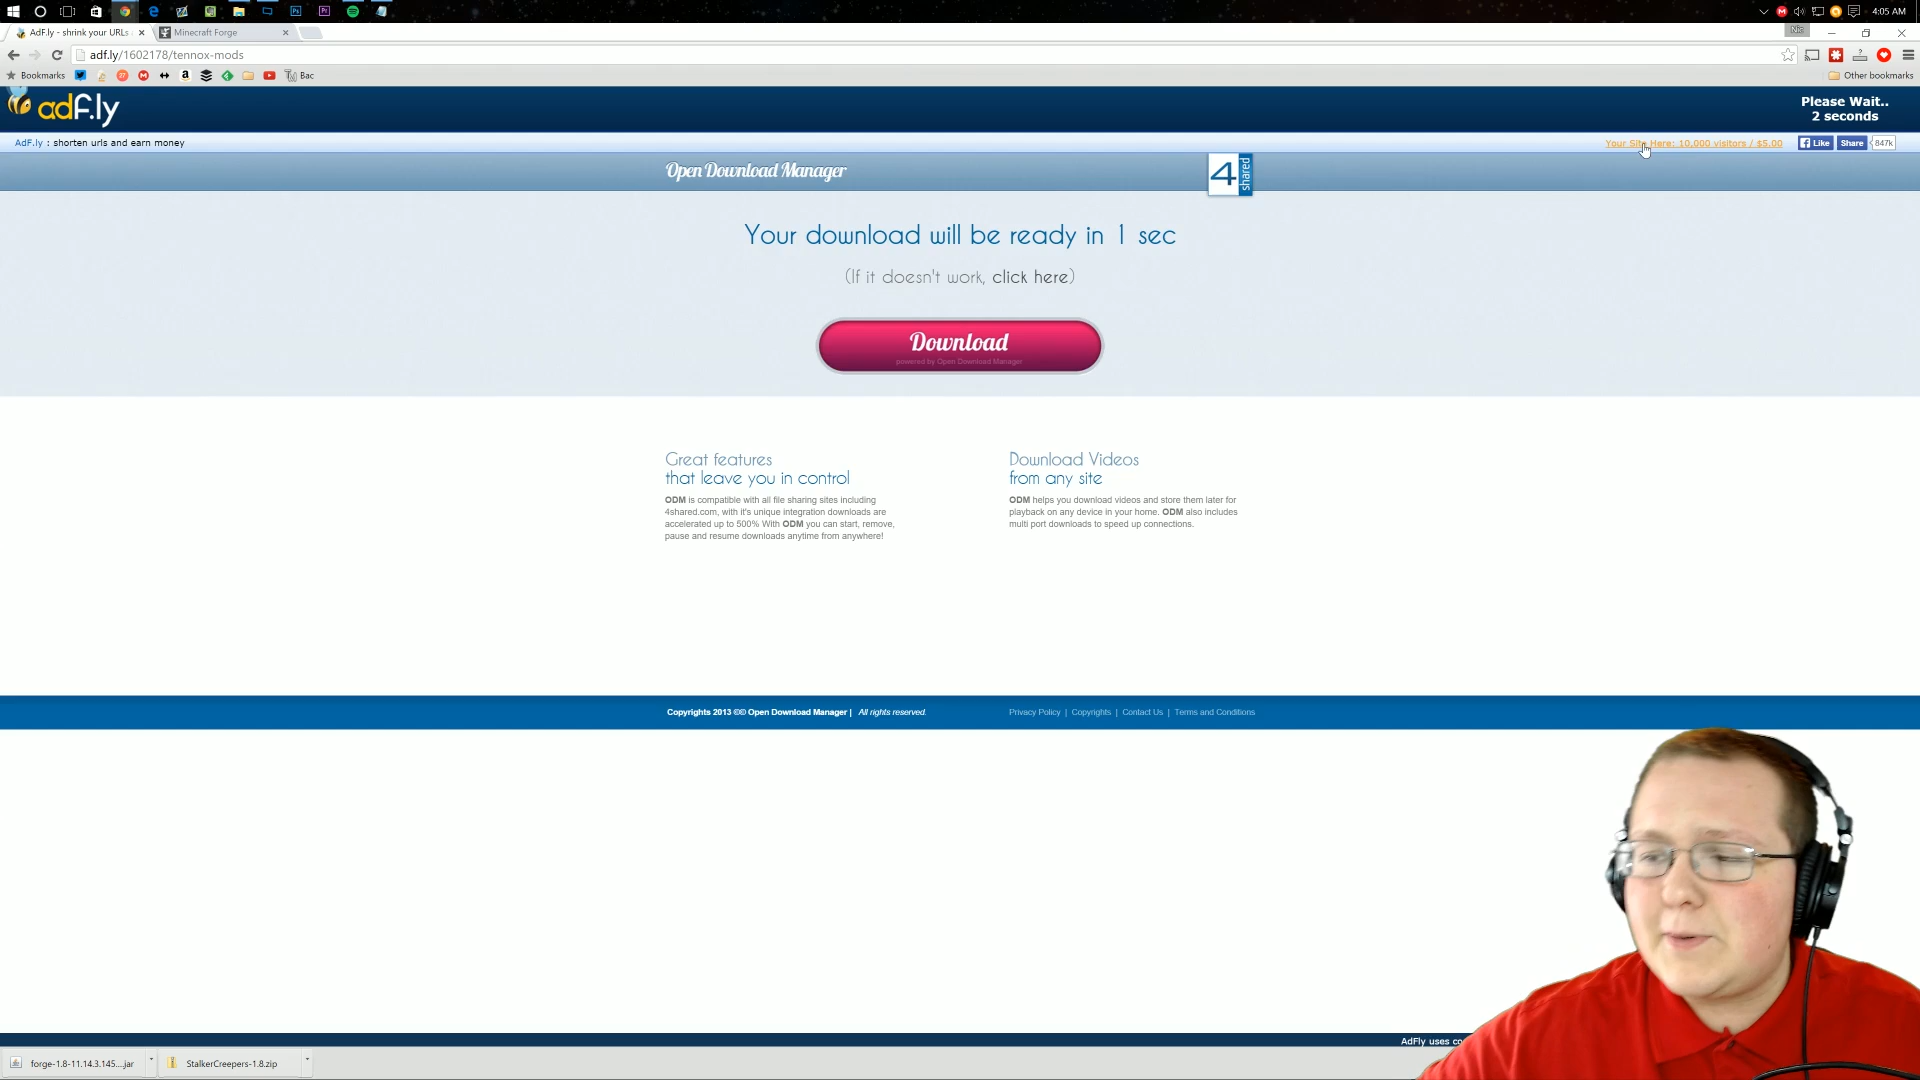 4:05 AM
AdF.ly - shrink your URLs
Minecraft Forge
Nic
adf.ly/1602178/tennox-mods
Bookmarks
Bac
Other bookmarks
adf.ly
Please Wait..
2 seconds
AdF.ly : shorten urls and earn money
Your Site Here: 10,000 visitors / $5.00
Like
Share
847k
Open Download Manager
4 shared
Your download will be ready in 1 sec
(If it doesn't work, click here)
Download
powered by Open Download Manager
Great features
that leave you in control
ODM is compatible with all file sharing sites including
4shared.com, with it's unique integration downloads are
accelerated up to 500% With ODM you can start, remove,
pause and resume downloads anytime from anywhere!
Download Videos
from any site
ODM helps you download videos and store them later for
playback on any device in your home. ODM also includes
multi port downloads to speed up connections.
Copyrights 2013 ©© Open Download Manager | All rights reserved.
Privacy Policy | Copyrights | Contact Us | Terms and Conditions
AdFly uses co
forge-1.8-11.14.3.145....jar
StalkerCreepers-1.8.zip